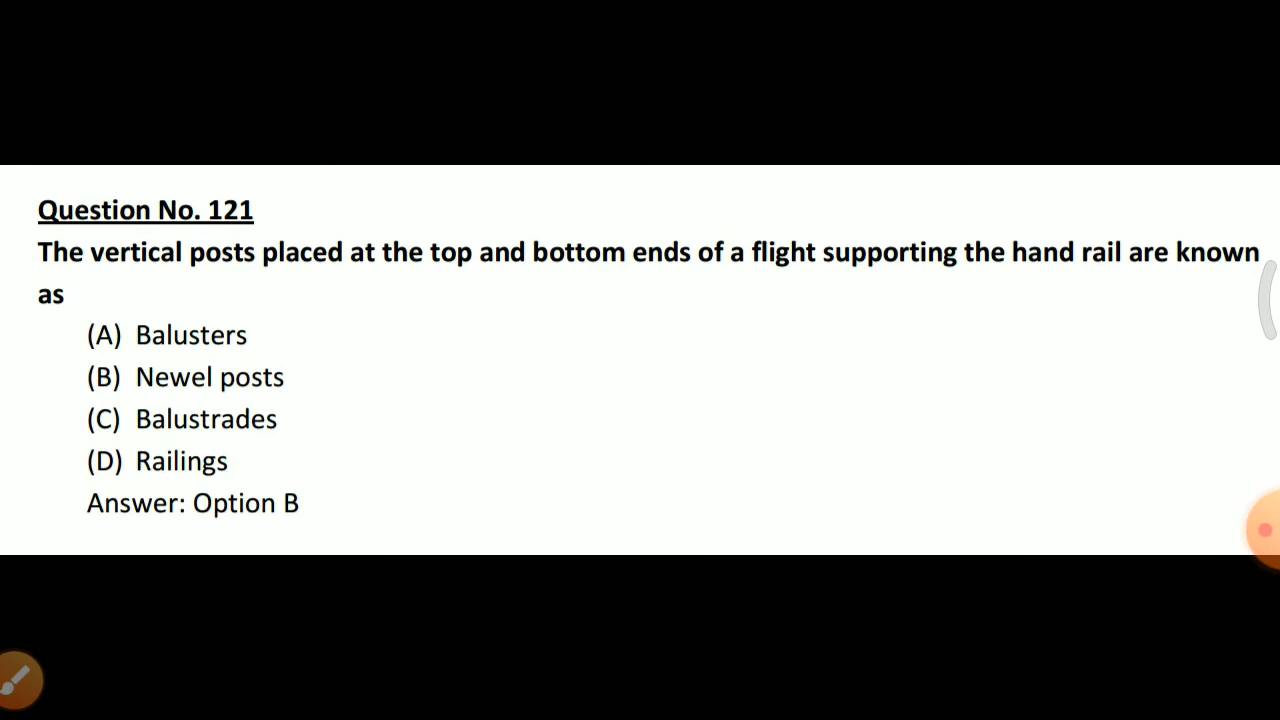 Question No. 121
The vertical posts placed at the top and bottom ends of a flight supporting the hand rail are known
as
(A) Balusters
(B) Newel posts
(C) Balustrades
(D) Railings
Answer: Option B